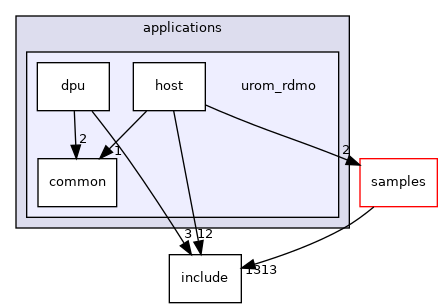 applications
dpu
host
urom_rdmo
2
1
2
common
samples
3
12
1313
include